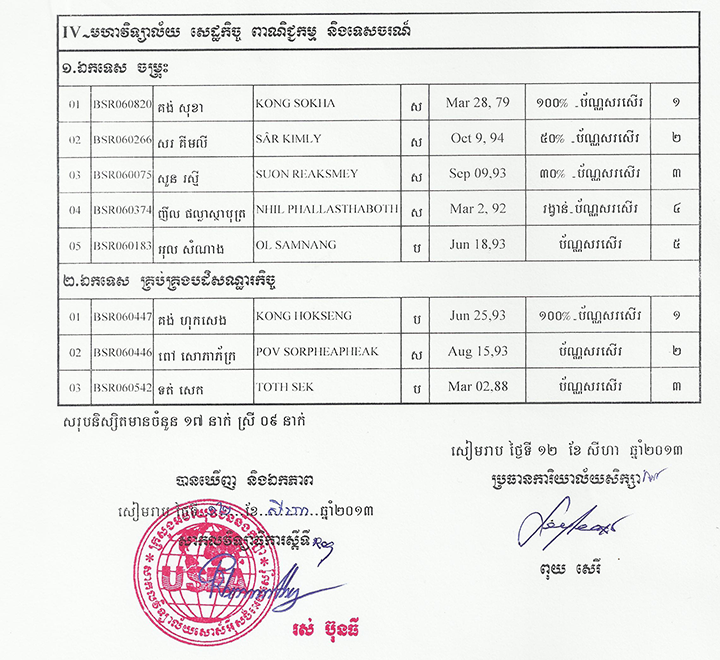 IV-មហាវិទ្យាល័យ សេដ្ឋកិច្ច ពាណិជ្ជកម្ម និងទេសចរណ៍
១.ឯកទេស ចម្រុះ
01 BSR060820 គង់ សុខា KONG SOKHA ស Mar 28, 79 ១០០% -ប័ណ្ណសរសើរ ១
02 BSR060266 សរ គីមលី SÂR KIMLY ស Oct 9, 94 ៥០% -ប័ណ្ណសរសើរ ២
03 BSR060075 សួន រស្មី SUON REAKSMEY ស Sep 09,93 ៣០% -ប័ណ្ណសរសើរ ៣
04 BSR060374 ញឹល ផល្លាស្ថាបុត្រ NHIL PHALLASTHABOTH ស Mar 2, 92 រង្វាន់-ប័ណ្ណសរសើរ ៤
05 BSR060183 អុល សំណាង OL SAMNANG ប Jun 18,93 ប័ណ្ណសរសើរ ៥
២.ឯកទេស គ្រប់គ្រងបដិសណ្ឋារកិច្ច
01 BSR060447 គង់ ហុកសេង KONG HOKSENG ប Jun 25,93 ១០០% -ប័ណ្ណសរសើរ ១
02 BSR060446 ពៅ សោភាភ័ក្រ POV SORPHEAPHEAK ស Aug 15,93 ប័ណ្ណសរសើរ ២
03 BSR060542 ទត់ សេក TOTH SEK ប Mar 02,88 ប័ណ្ណសរសើរ ៣
សរុបនិស្សិតមានចំនួន ១៧ នាក់ ស្រី ០៩ នាក់
សៀមរាប ថ្ងៃទី ១២ ខែ សីហា ឆ្នាំ២០១៣
ប្រធានការិយាល័យសិក្សា
បានឃើញ និងឯកភាព
សៀមរាប ថ្ងៃទី ១២ ខែ សីហា ឆ្នាំ២០១៣
សាកលវិទ្យាធិការស្តីទី
USEA
ពុយ សេរី
រស់ ប៊ុនធី